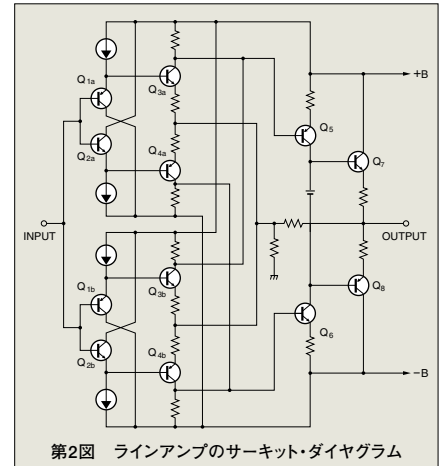 +B
Q1a
Q3a
Q5
Q2a
Q4a
Q7
INPUT
OUTPUT
Q1b
Q3b
Q8
Q6
Q2b
Q4b
−B
第2図 ラインアンプのサーキット・ダイヤグラム